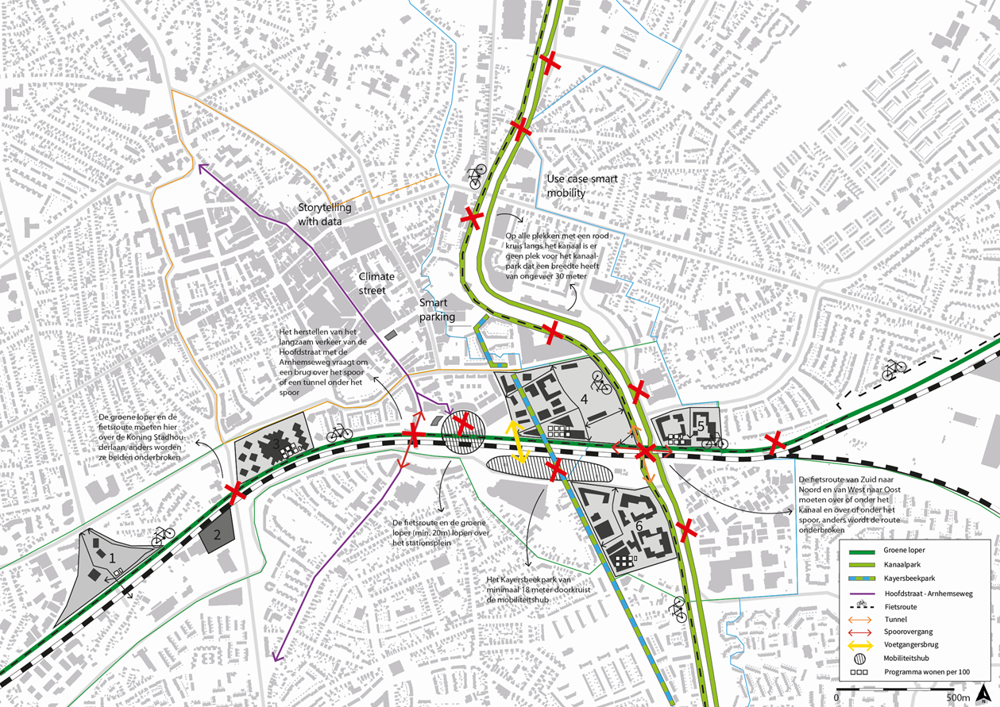 Use case smart
mobility
Storytelling
with data
Op alle plekken met een rood
kruis langs het kanaal is er
geen plek voor het kanaal-
park dat een breedte heeft
van ongeveer 30 meter
Climate
street
Smart
parking
Het herstellen van het
langzaam verkeer van de
Hoofdstraat met de
Arnhemseweg vraagt om
een brug over het spoor
of een tunnel onder het
spoor
De groene loper en de
fietsroute moeten hier
over de Koning Stadhou-
derlaan, anders worden
ze beiden onderbroken
1
2
3
4
5
6
De fietsroute van Zuid naar
Noord en van West naar Oost
moeten over of onder het
kanaal en over of onder het
spoor, anders wordt de route
onderbroken
De fietsroute en de groene
loper (min. 20m) lopen over
het stationsplein
Het Kayersbeekpark van
minimaal 18 meter doorkruist
de mobiliteitshub
Groene loper
Kanaalpark
Kayersbeekpark
Hoofdstraat - Arnhemseweg
Fietsroute
Tunnel
Spoorovergang
Voetgangersbrug
Mobiliteitshub
Programma wonen per 100
0 500m